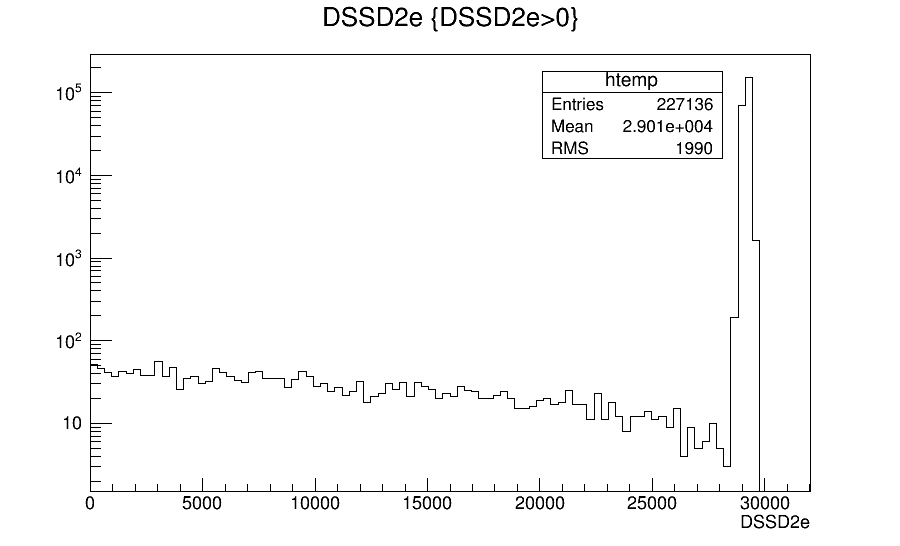 DSSD2e {DSSD2e>0}
htemp
Entries 227136
Mean 2.901e+004
RMS 1990
10^5
10^4
10^3
10^2
10
0 5000 10000 15000 20000 25000 30000
DSSD2e